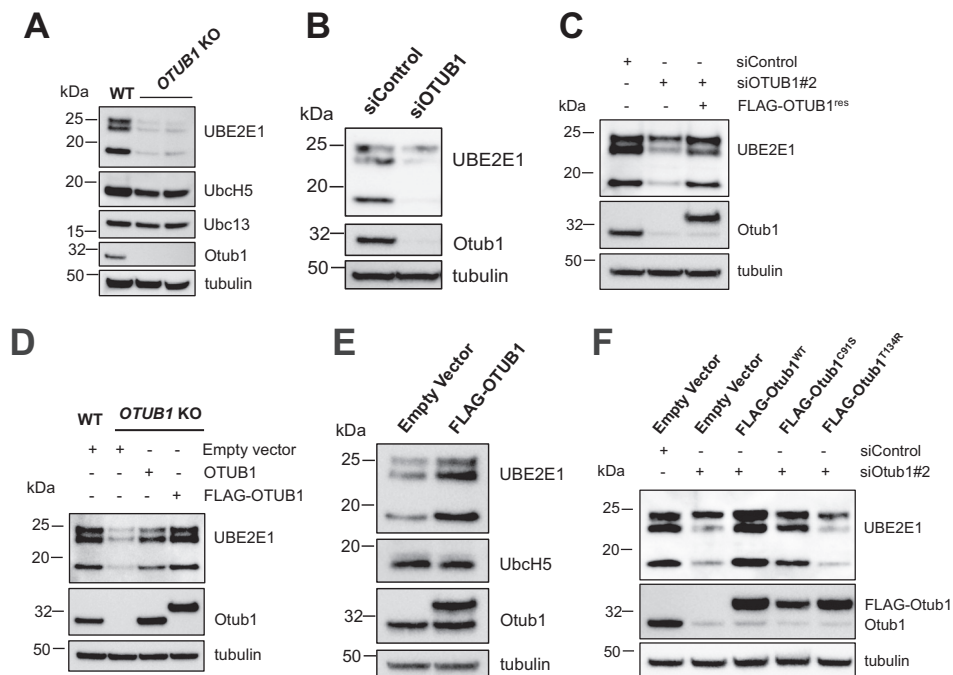 A
OTUB1 KO
WT
kDa
25
UBE2E1
20
20
UbcH5
Ubc13
15
32
Otub1
50
tubulin
B
siControl
siOTUB1
kDa
25
UBE2E1
20
32
Otub1
50
tubulin
C
+ - - siControl
- + + siOTUB1#2
kDa - - + FLAG-OTUB1res
25
UBE2E1
20
32
Otub1
50
tubulin
D
WT OTUB1 KO
+ + - - Empty vector
- - + - OTUB1
kDa - - - + FLAG-OTUB1
25
UBE2E1
20
32
Otub1
50
tubulin
E
Empty Vector
FLAG-OTUB1
kDa
25
UBE2E1
20
20
UbcH5
32
Otub1
50
tubulin
F
Empty Vector
Empty Vector
FLAG-Otub1WT
FLAG-Otub1C91S
FLAG-Otub1T134R
+ - - - - siControl
kDa - + + + + siOtub1#2
25
UBE2E1
20
FLAG-Otub1
32
Otub1
50
tubulin